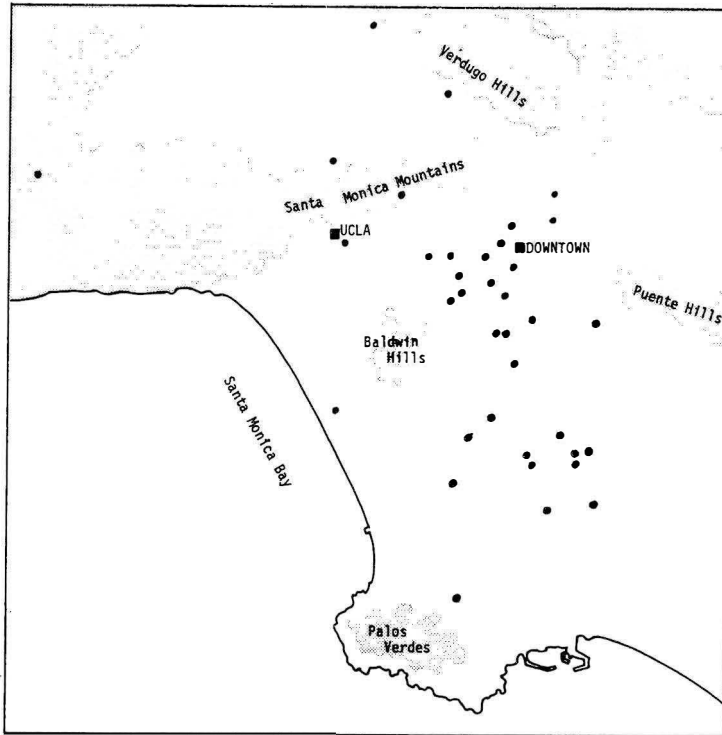 Verdugo Hills
Santa Monica Mountains
UCLA
DOWNTOWN
Puente Hills
Baldwin
Hills
Santa Monica Bay
Palos
Verdes